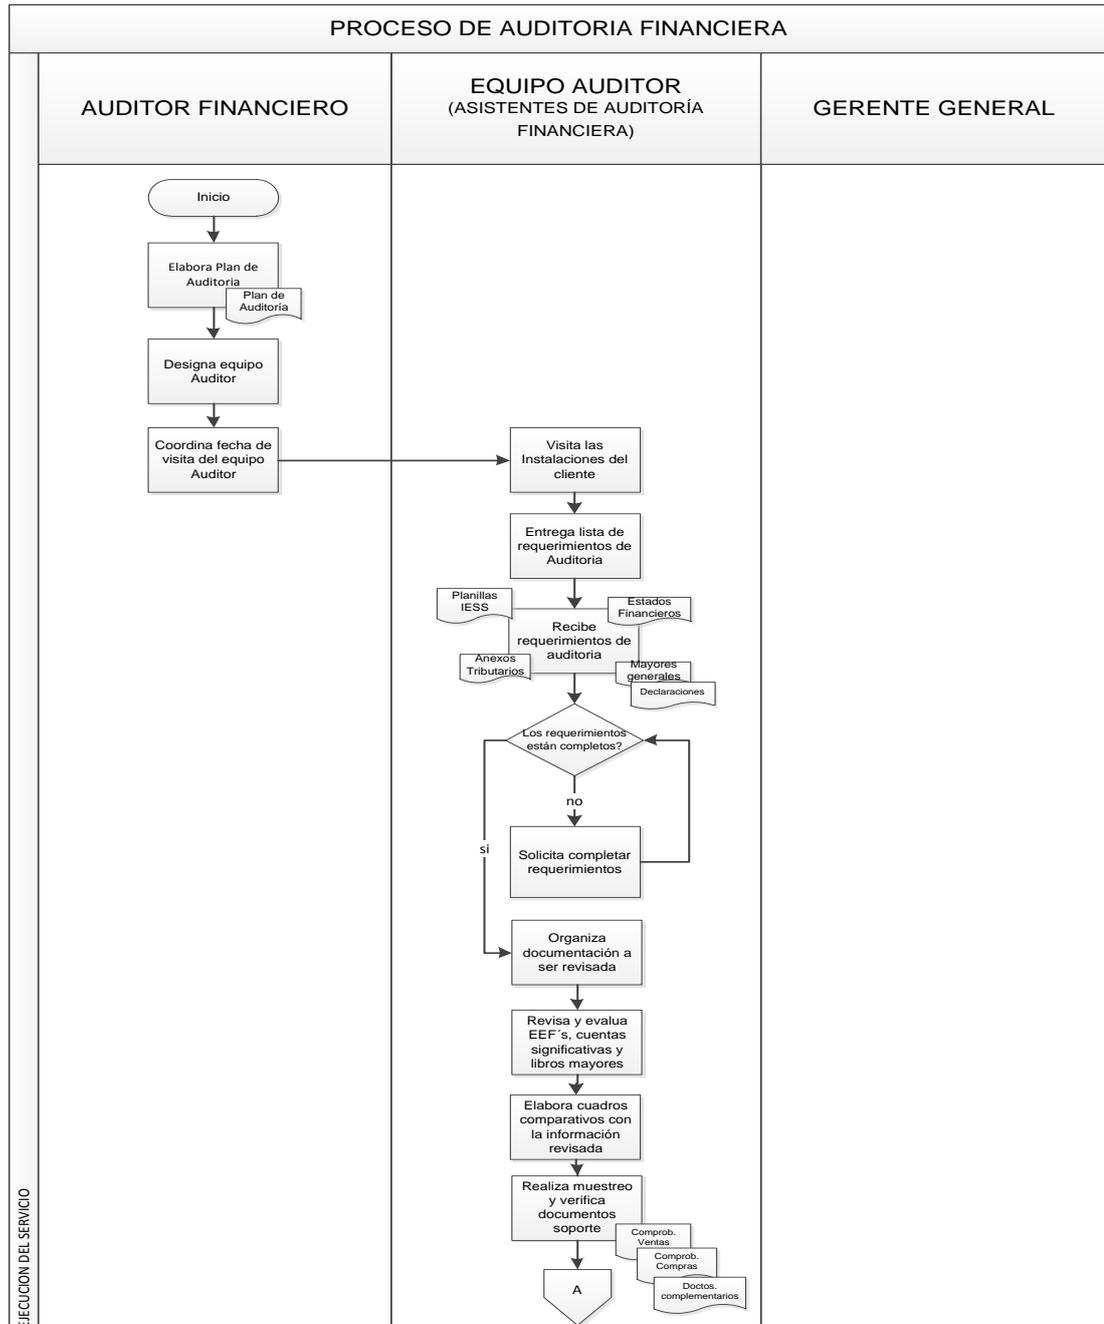 PROCESO DE AUDITORIA FINANCIERA
AUDITOR FINANCIERO
EQUIPO AUDITOR
(ASISTENTES DE AUDITORÍA
FINANCIERA)
GERENTE GENERAL
Inicio
Elabora Plan de
Auditoria
Plan de
Auditoría
Designa equipo
Auditor
Coordina fecha de
visita del equipo
Auditor
Visita las
Instalaciones del
cliente
Entrega lista de
requerimientos de
Auditoria
Planillas
IESS
Estados
Financieros
Recibe
requerimientos de
auditoria
Anexos
Tributarios
Mayores
generales
Declaraciones
Los requerimientos
están completos?
no
si
Solicita completar
requerimientos
Organiza
documentación a
ser revisada
Revisa y evalua
EEF´s, cuentas
significativas y
libros mayores
Elabora cuadros
comparativos con
la información
revisada
Realiza muestreo
y verifica
documentos
soporte
Comprob.
Ventas
Comprob.
Compras
Doctos.
complementarios
A
EJECUCION DEL SERVICIO